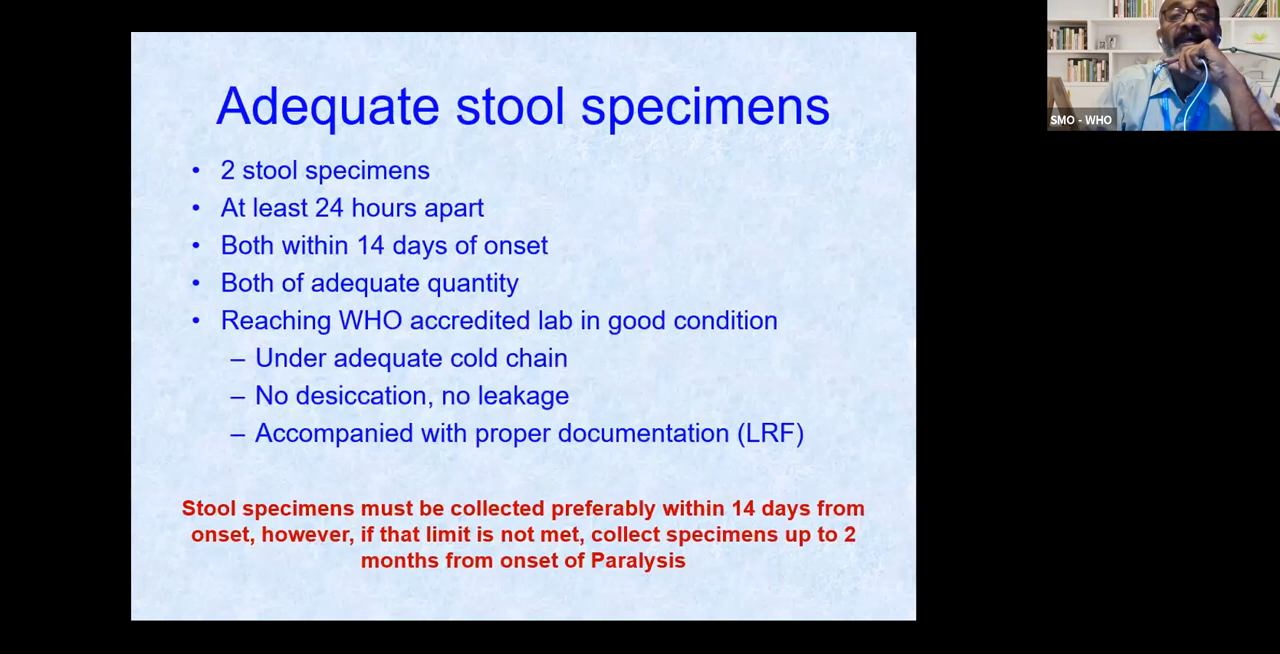 Adequate stool specimens
• 2 stool specimens
• At least 24 hours apart
• Both within 14 days of onset
• Both of adequate quantity
• Reaching WHO accredited lab in good condition
– Under adequate cold chain
– No desiccation, no leakage
– Accompanied with proper documentation (LRF)
Stool specimens must be collected preferably within 14 days from
onset, however, if that limit is not met, collect specimens up to 2
months from onset of Paralysis
SMO - WHO